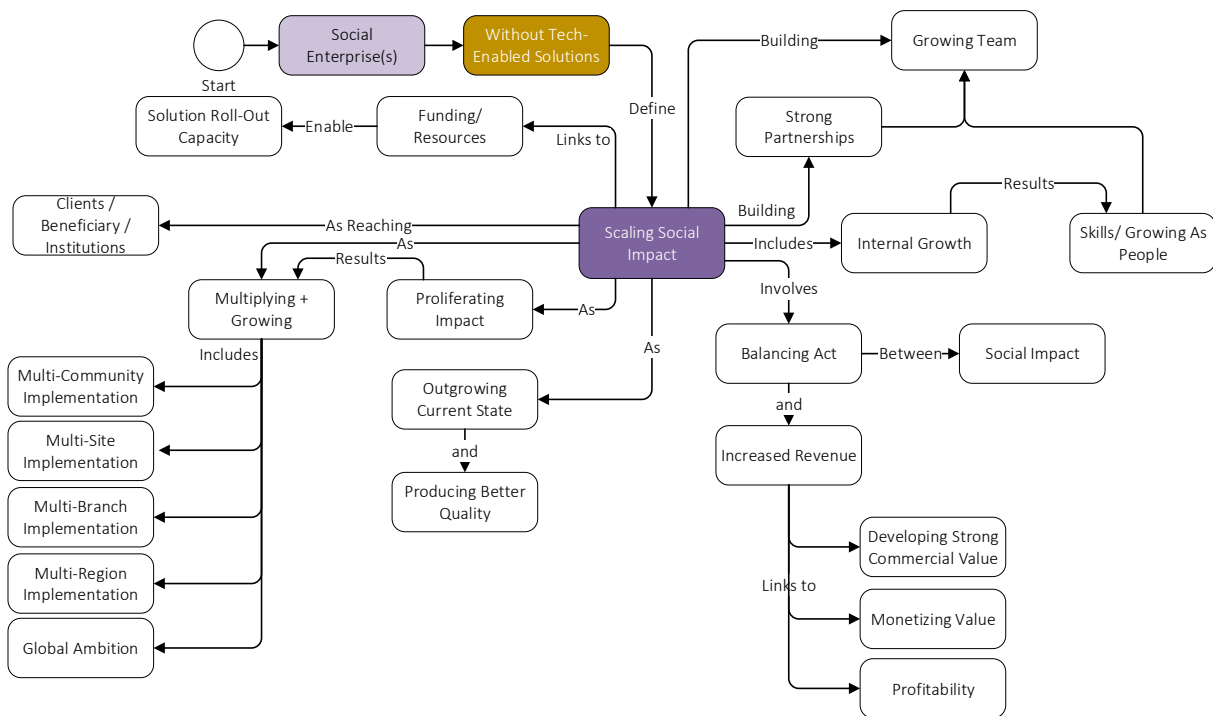 Start
Social
Enterprise(s)
Without Tech-
Enabled Solutions
Define
Building
Growing Team
Solution Roll-Out
Capacity
Enable
Funding/
Resources
Links to
Strong
Partnerships
Building
Clients /
Beneficiary /
Institutions
As Reaching
Scaling Social
Impact
Includes
Internal Growth
Results
Skills/ Growing As
People
As
Results
Multiplying +
Growing
Proliferating
Impact
As
As
Involves
Balancing Act
Between
Social Impact
Includes
Multi-Community
Implementation
Multi-Site
Implementation
Multi-Branch
Implementation
Multi-Region
Implementation
Global Ambition
Outgrowing
Current State
and
Producing Better
Quality
and
Increased Revenue
Links to
Developing Strong
Commercial Value
Monetizing Value
Profitability